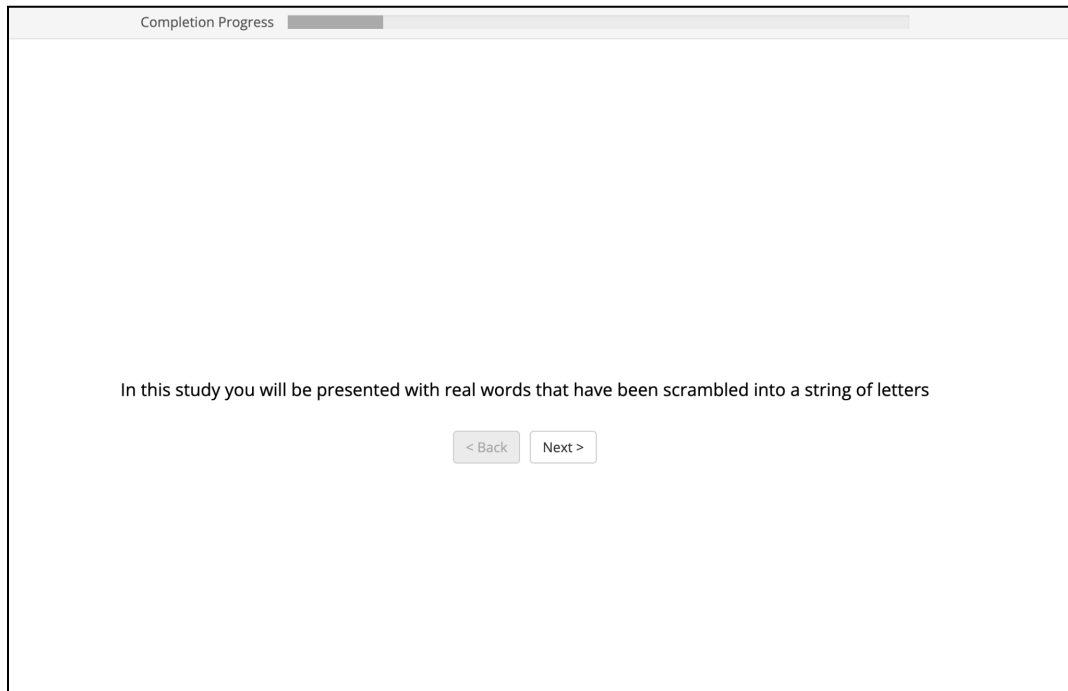 Completion Progress
In this study you will be presented with real words that have been scrambled into a string of letters
< Back Next >